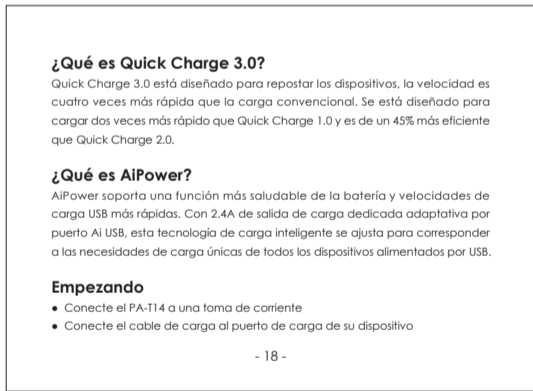 ¿Qué es Quick Charge 3.0?
Quick Charge 3.0 está diseñado para repostar los dispositivos, la velocidad es
cuatro veces más rápida que la carga convencional. Se está diseñado para
cargar dos veces más rápido que Quick Charge 1.0 y es de un 45% más eficiente
que Quick Charge 2.0.
¿Qué es AiPower?
AiPower soporta una función más saludable de la batería y velocidades de
carga USB más rápidas. Con 2.4A de salida de carga dedicada adaptativa por
puerto Ai USB, esta tecnología de carga inteligente se ajusta para corresponder
a las necesidades de carga únicas de todos los dispositivos alimentados por USB.
Empezando
● Conecte el PA-T14 a una toma de corriente
● Conecte el cable de carga al puerto de carga de su dispositivo
- 18 -